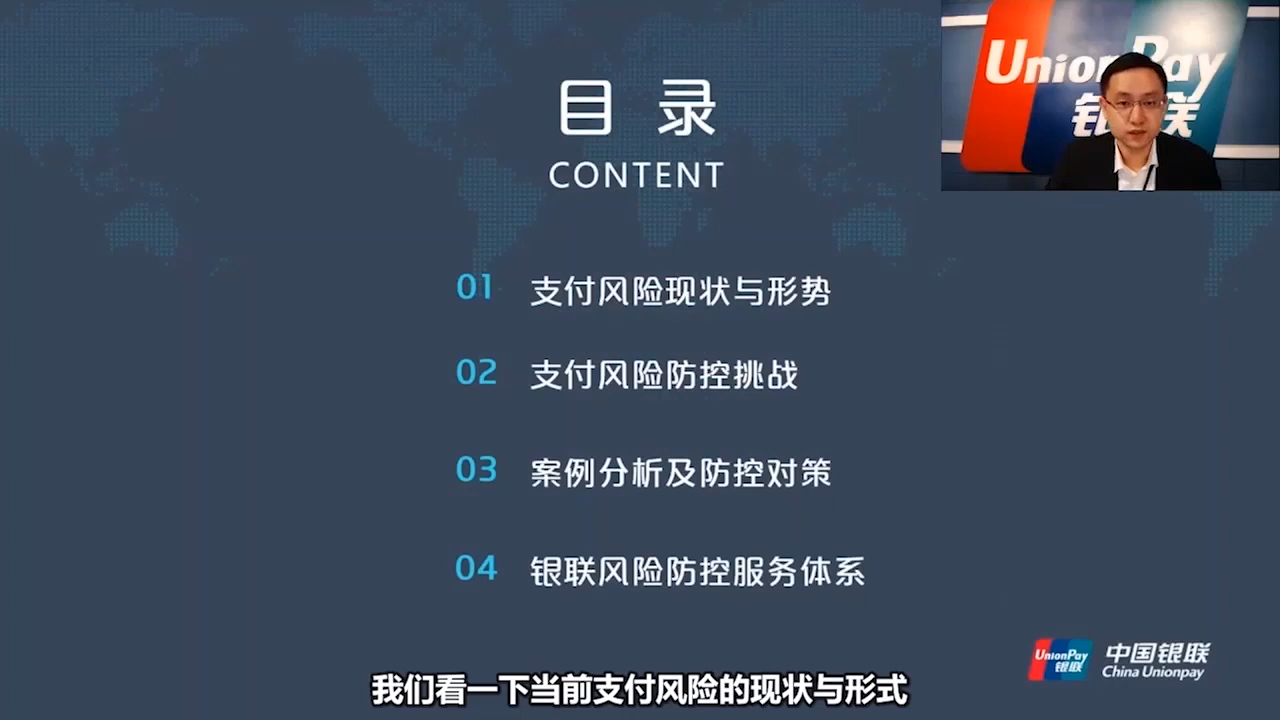 UnionPay
银联
目 录
CONTENT
01 支付风险现状与形势
02 支付风险防控挑战
03 案例分析及防控对策
04 银联风险防控服务体系
UnionPay
银联
中国银联
China Unionpay
我们看一下当前支付风险的现状与形式